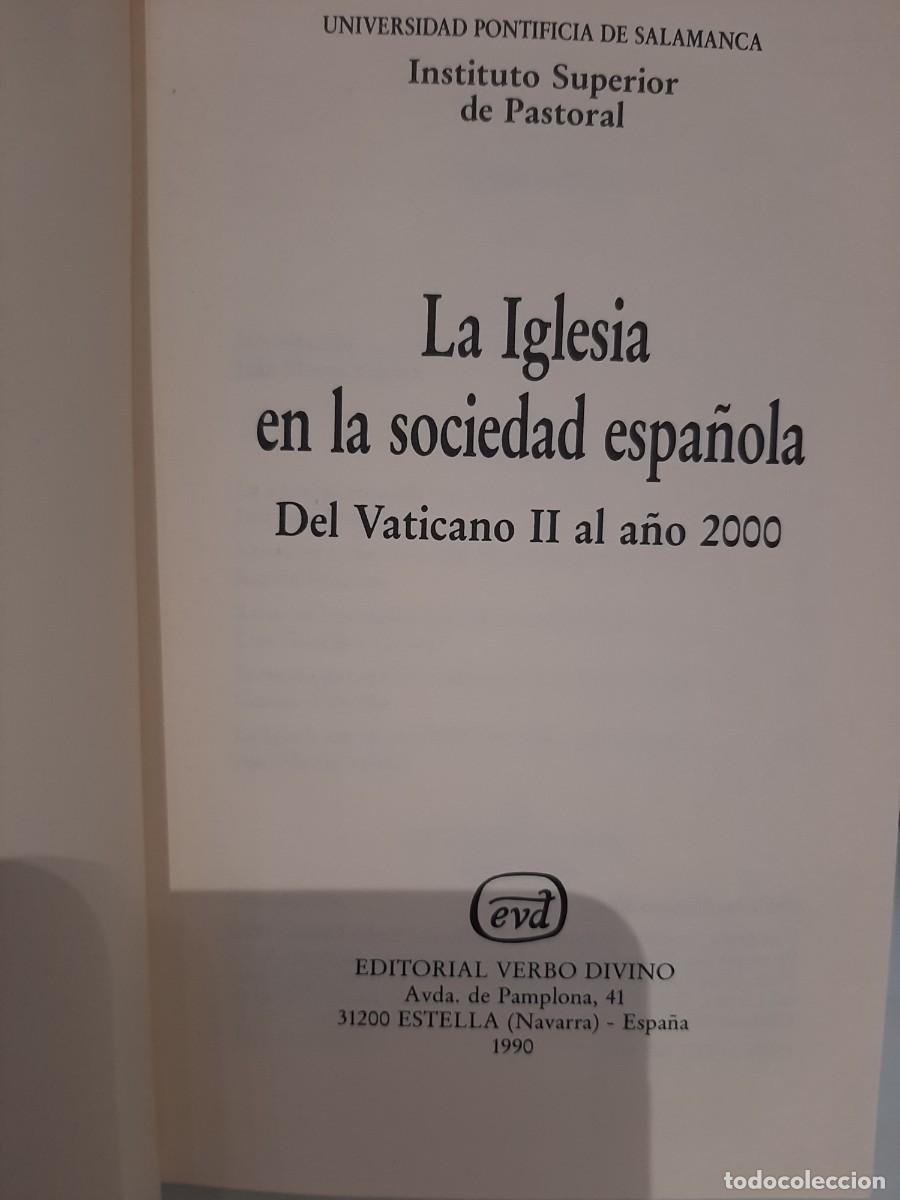 UNIVERSIDAD PONTIFICIA DE SALAMANCA
Instituto Superior
de Pastoral
La Iglesia
en la sociedad española
Del Vaticano II al año 2000
evd
EDITORIAL VERBO DIVINO
Avda. de Pamplona, 41
31200 ESTELLA (Navarra) - España
1990
todocoleccion